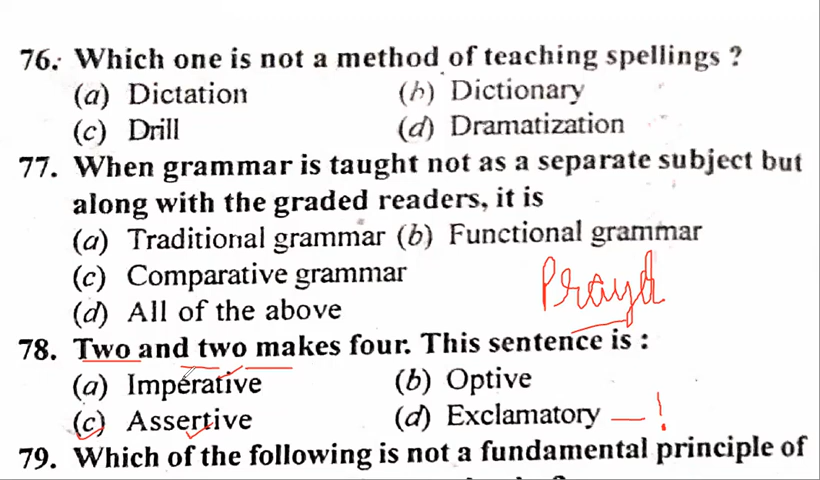 76. Which one is not a method of teaching spellings ?
(a) Dictation (b) Dictionary
(c) Drill (d) Dramatization
77. When grammar is taught not as a separate subject but
along with the graded readers, it is
(a) Traditional grammar (b) Functional grammar
(c) Comparative grammar
(d) All of the above
78. Two and two makes four. This sentence is :
(a) Imperative (b) Optive
(c) Assertive (d) Exclamatory — !
79. Which of the following is not a fundamental principle of